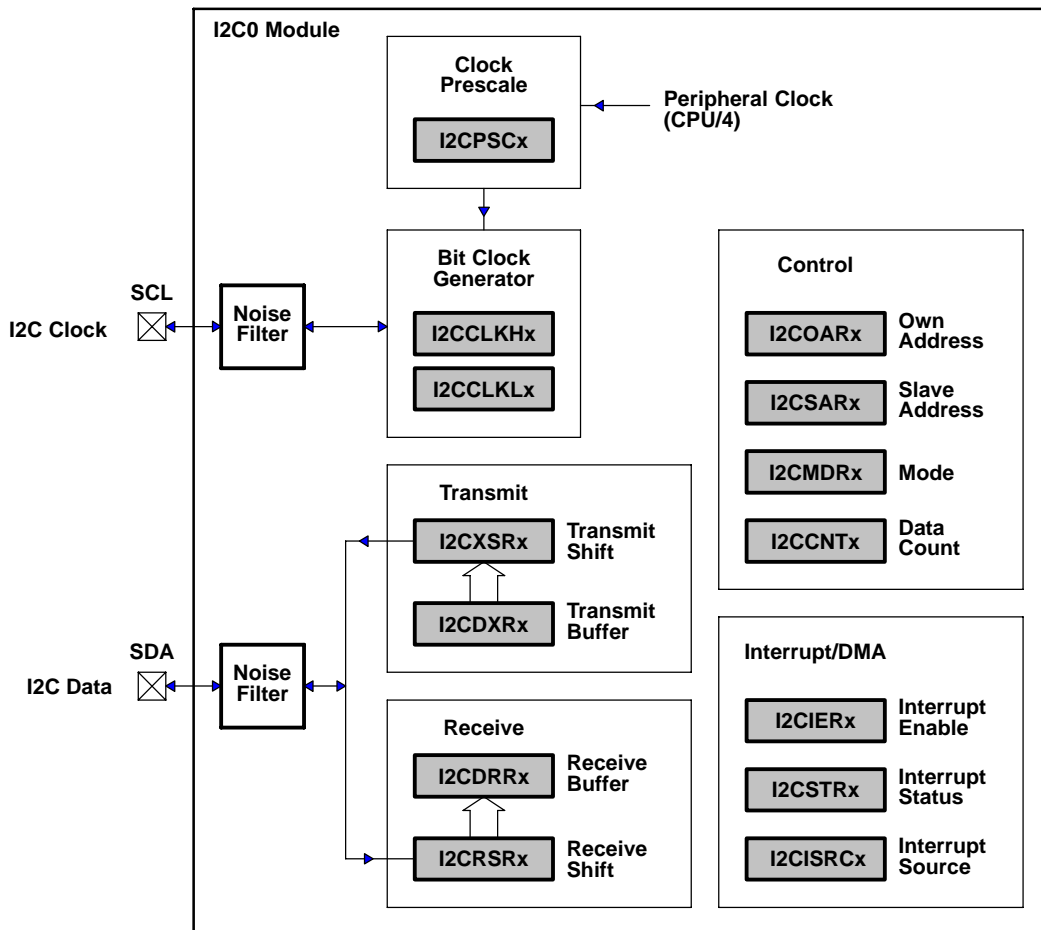 I2C0 Module
Clock
Prescale
I2CPSCx
Peripheral Clock
(CPU/4)
Bit Clock
Generator
I2CCLKHx
I2CCLKLx
SCL
I2C Clock
Noise
Filter
Control
I2COARx
Own
Address
I2CSARx
Slave
Address
I2CMDRx
Mode
I2CCNTx
Data
Count
Transmit
I2CXSRx
Transmit
Shift
I2CDXRx
Transmit
Buffer
SDA
I2C Data
Noise
Filter
Receive
I2CDRRx
Receive
Buffer
I2CRSRx
Receive
Shift
Interrupt/DMA
I2CIERx
Interrupt
Enable
I2CSTRx
Interrupt
Status
I2CISRCx
Interrupt
Source